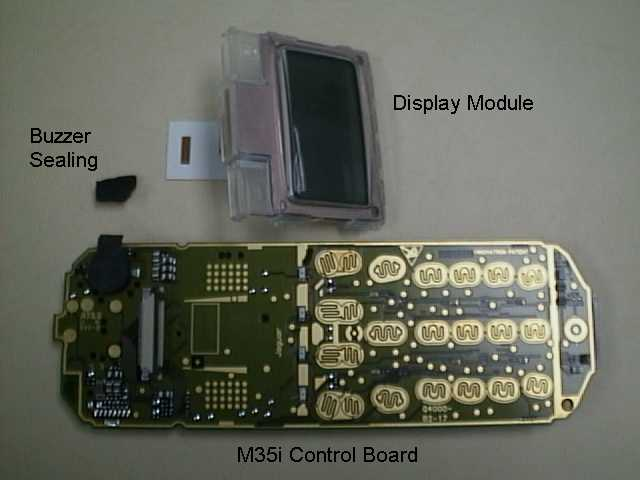 Display Module
Buzzer
Sealing
M35i Control Board